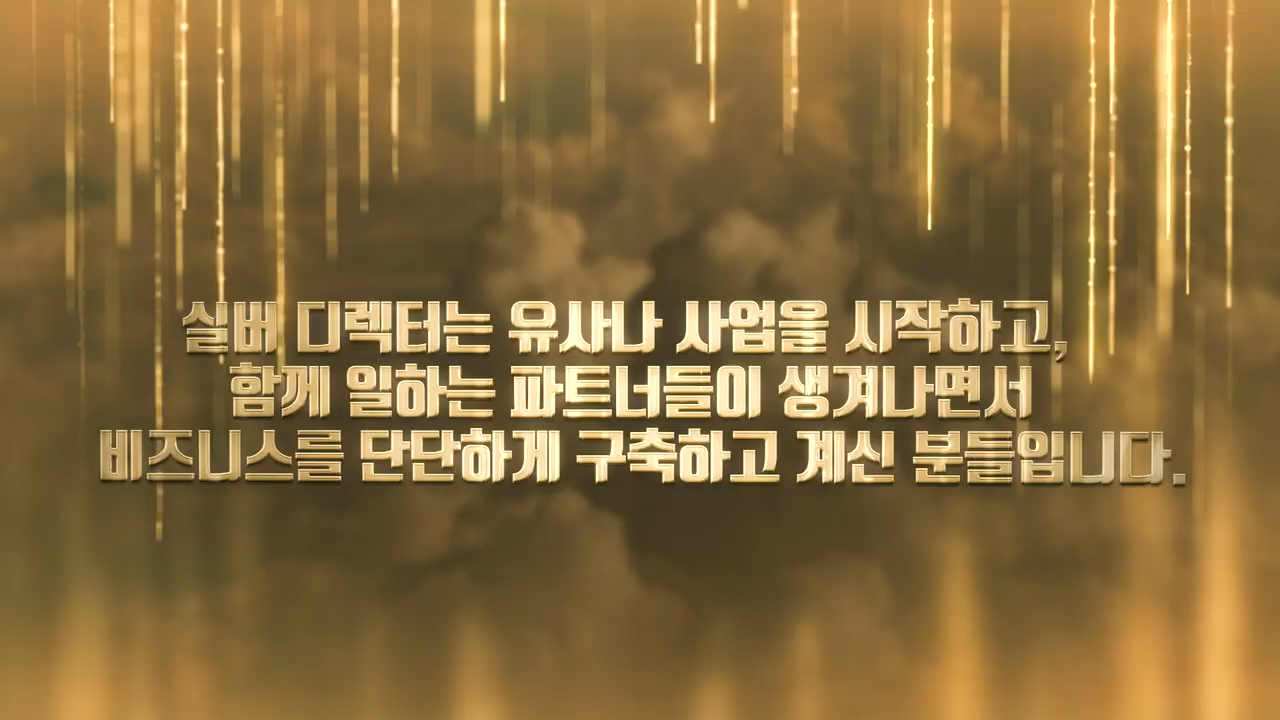 실버 디렉터는 유사나 사업을 시작하고,
함께 일하는 파트너들이 생겨나면서
비즈니스를 단단하게 구축하고 계신 분들입니다.